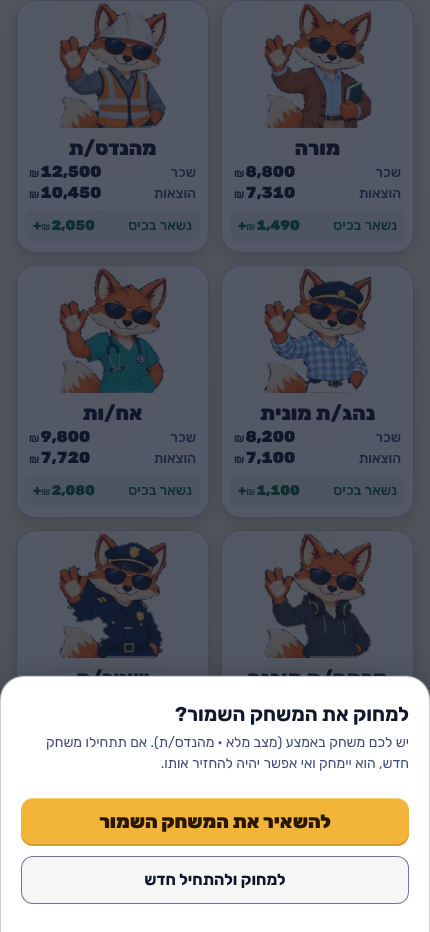 מורה
שכר ₪8,800
הוצאות ₪7,310
נשאר בכיס +₪1,490
מהנדס/ת
שכר ₪12,500
הוצאות ₪10,450
נשאר בכיס +₪2,050
נהג/ת מונית
שכר ₪8,200
הוצאות ₪7,100
נשאר בכיס +₪1,100
אח/ות
שכר ₪9,800
הוצאות ₪7,720
נשאר בכיס +₪2,080
למחוק את המשחק השמור?
יש לכם משחק באמצע (מצב מלא · מהנדס/ת). אם תתחילו משחק
חדש, הוא יימחק ואי אפשר יהיה להחזיר אותו.
להשאיר את המשחק השמור
למחוק ולהתחיל חדש